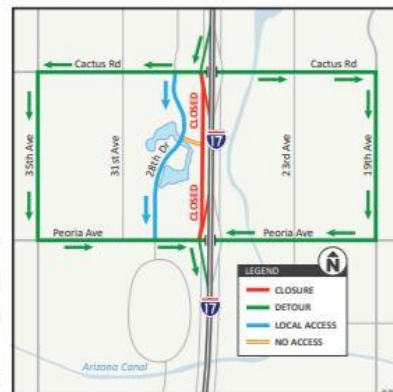 Cactus Rd
Cactus Rd
35th Ave
31st Ave
28th Dr
CLOSED
CLOSED
17
23rd Ave
19th Ave
Peoria Ave
Peoria Ave
N
LEGEND
CLOSURE
DETOUR
LOCAL ACCESS
NO ACCESS
17
Arizona Canal